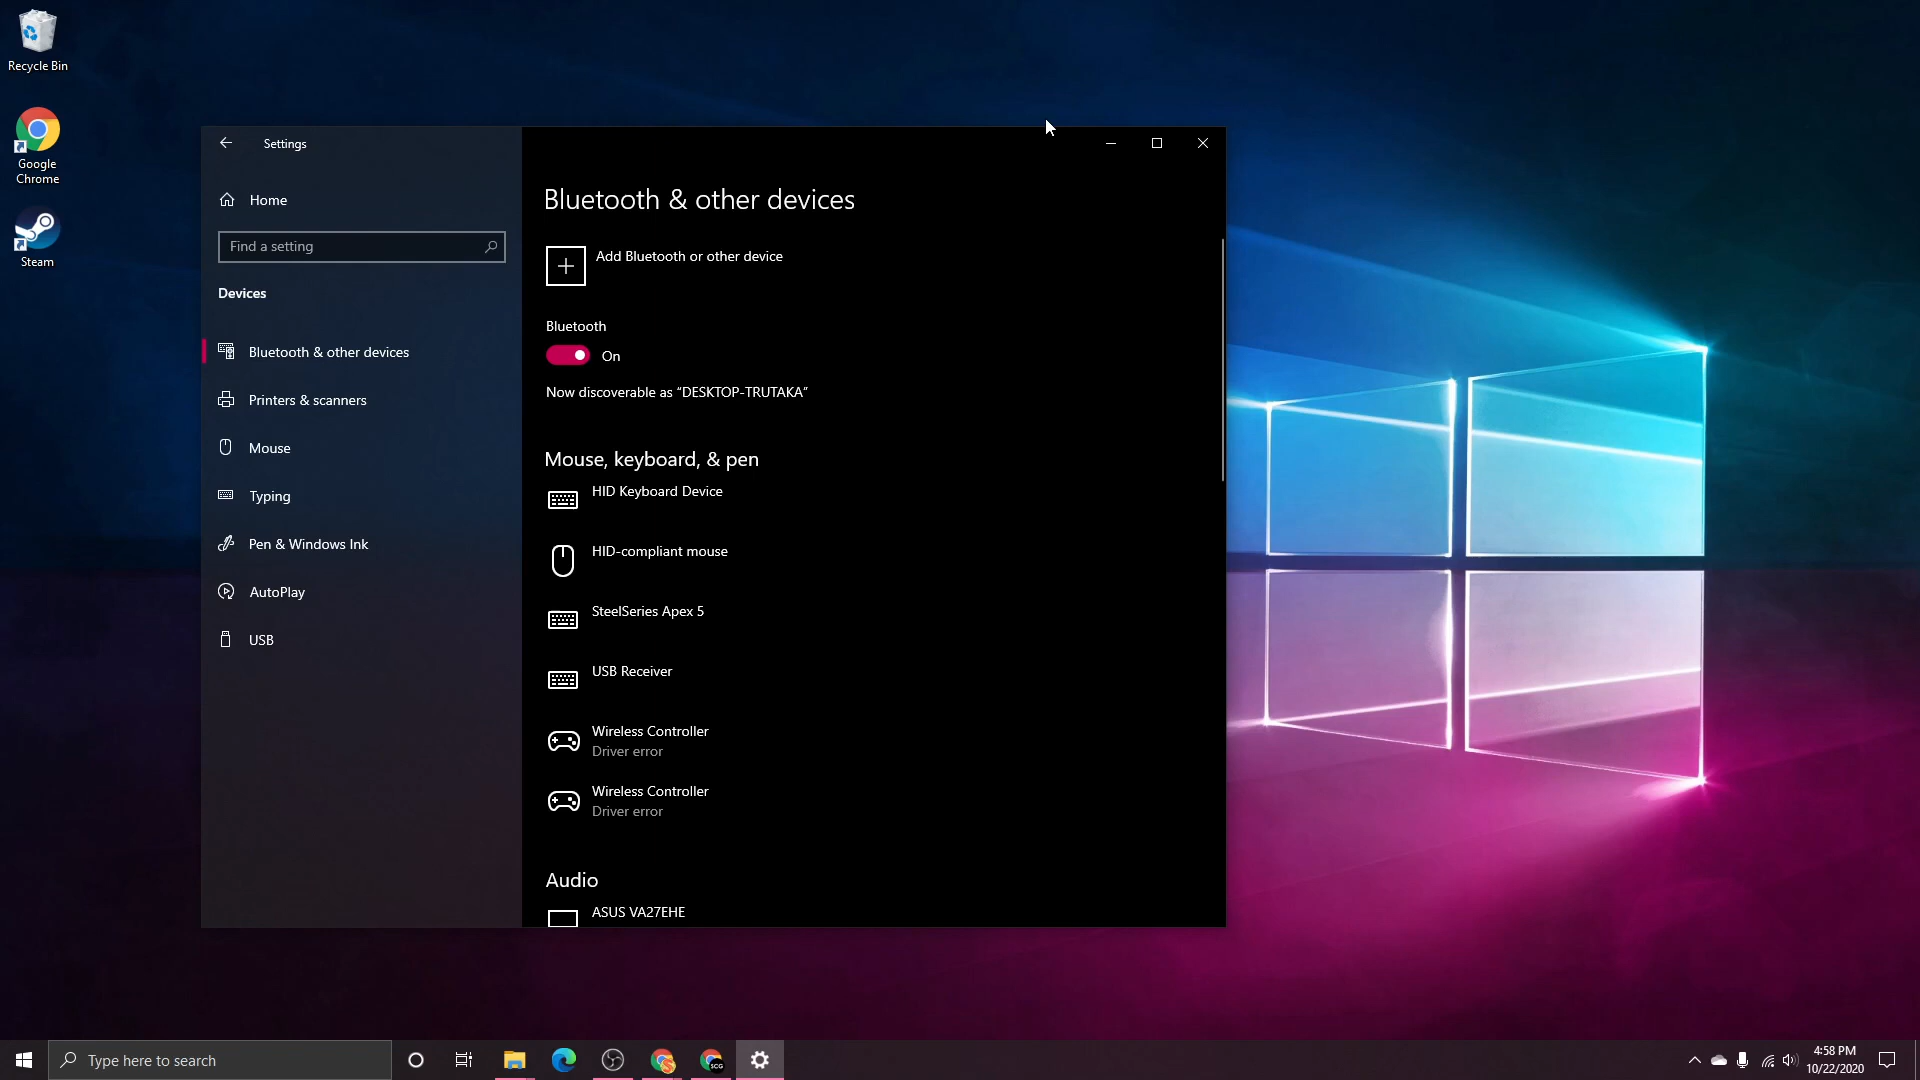 Recycle Bin
Google
Chrome
Steam
Settings
Home
Find a setting
Devices
Bluetooth & other devices
Printers & scanners
Mouse
Typing
Pen & Windows Ink
AutoPlay
USB
Bluetooth & other devices
Add Bluetooth or other device
Bluetooth
On
Now discoverable as “DESKTOP-TRUTAKA”
Mouse, keyboard, & pen
HID Keyboard Device
HID-compliant mouse
SteelSeries Apex 5
USB Receiver
Wireless Controller
Driver error
Wireless Controller
Driver error
Audio
ASUS VA27EHE
Type here to search
SCG
4:58 PM
10/22/2020